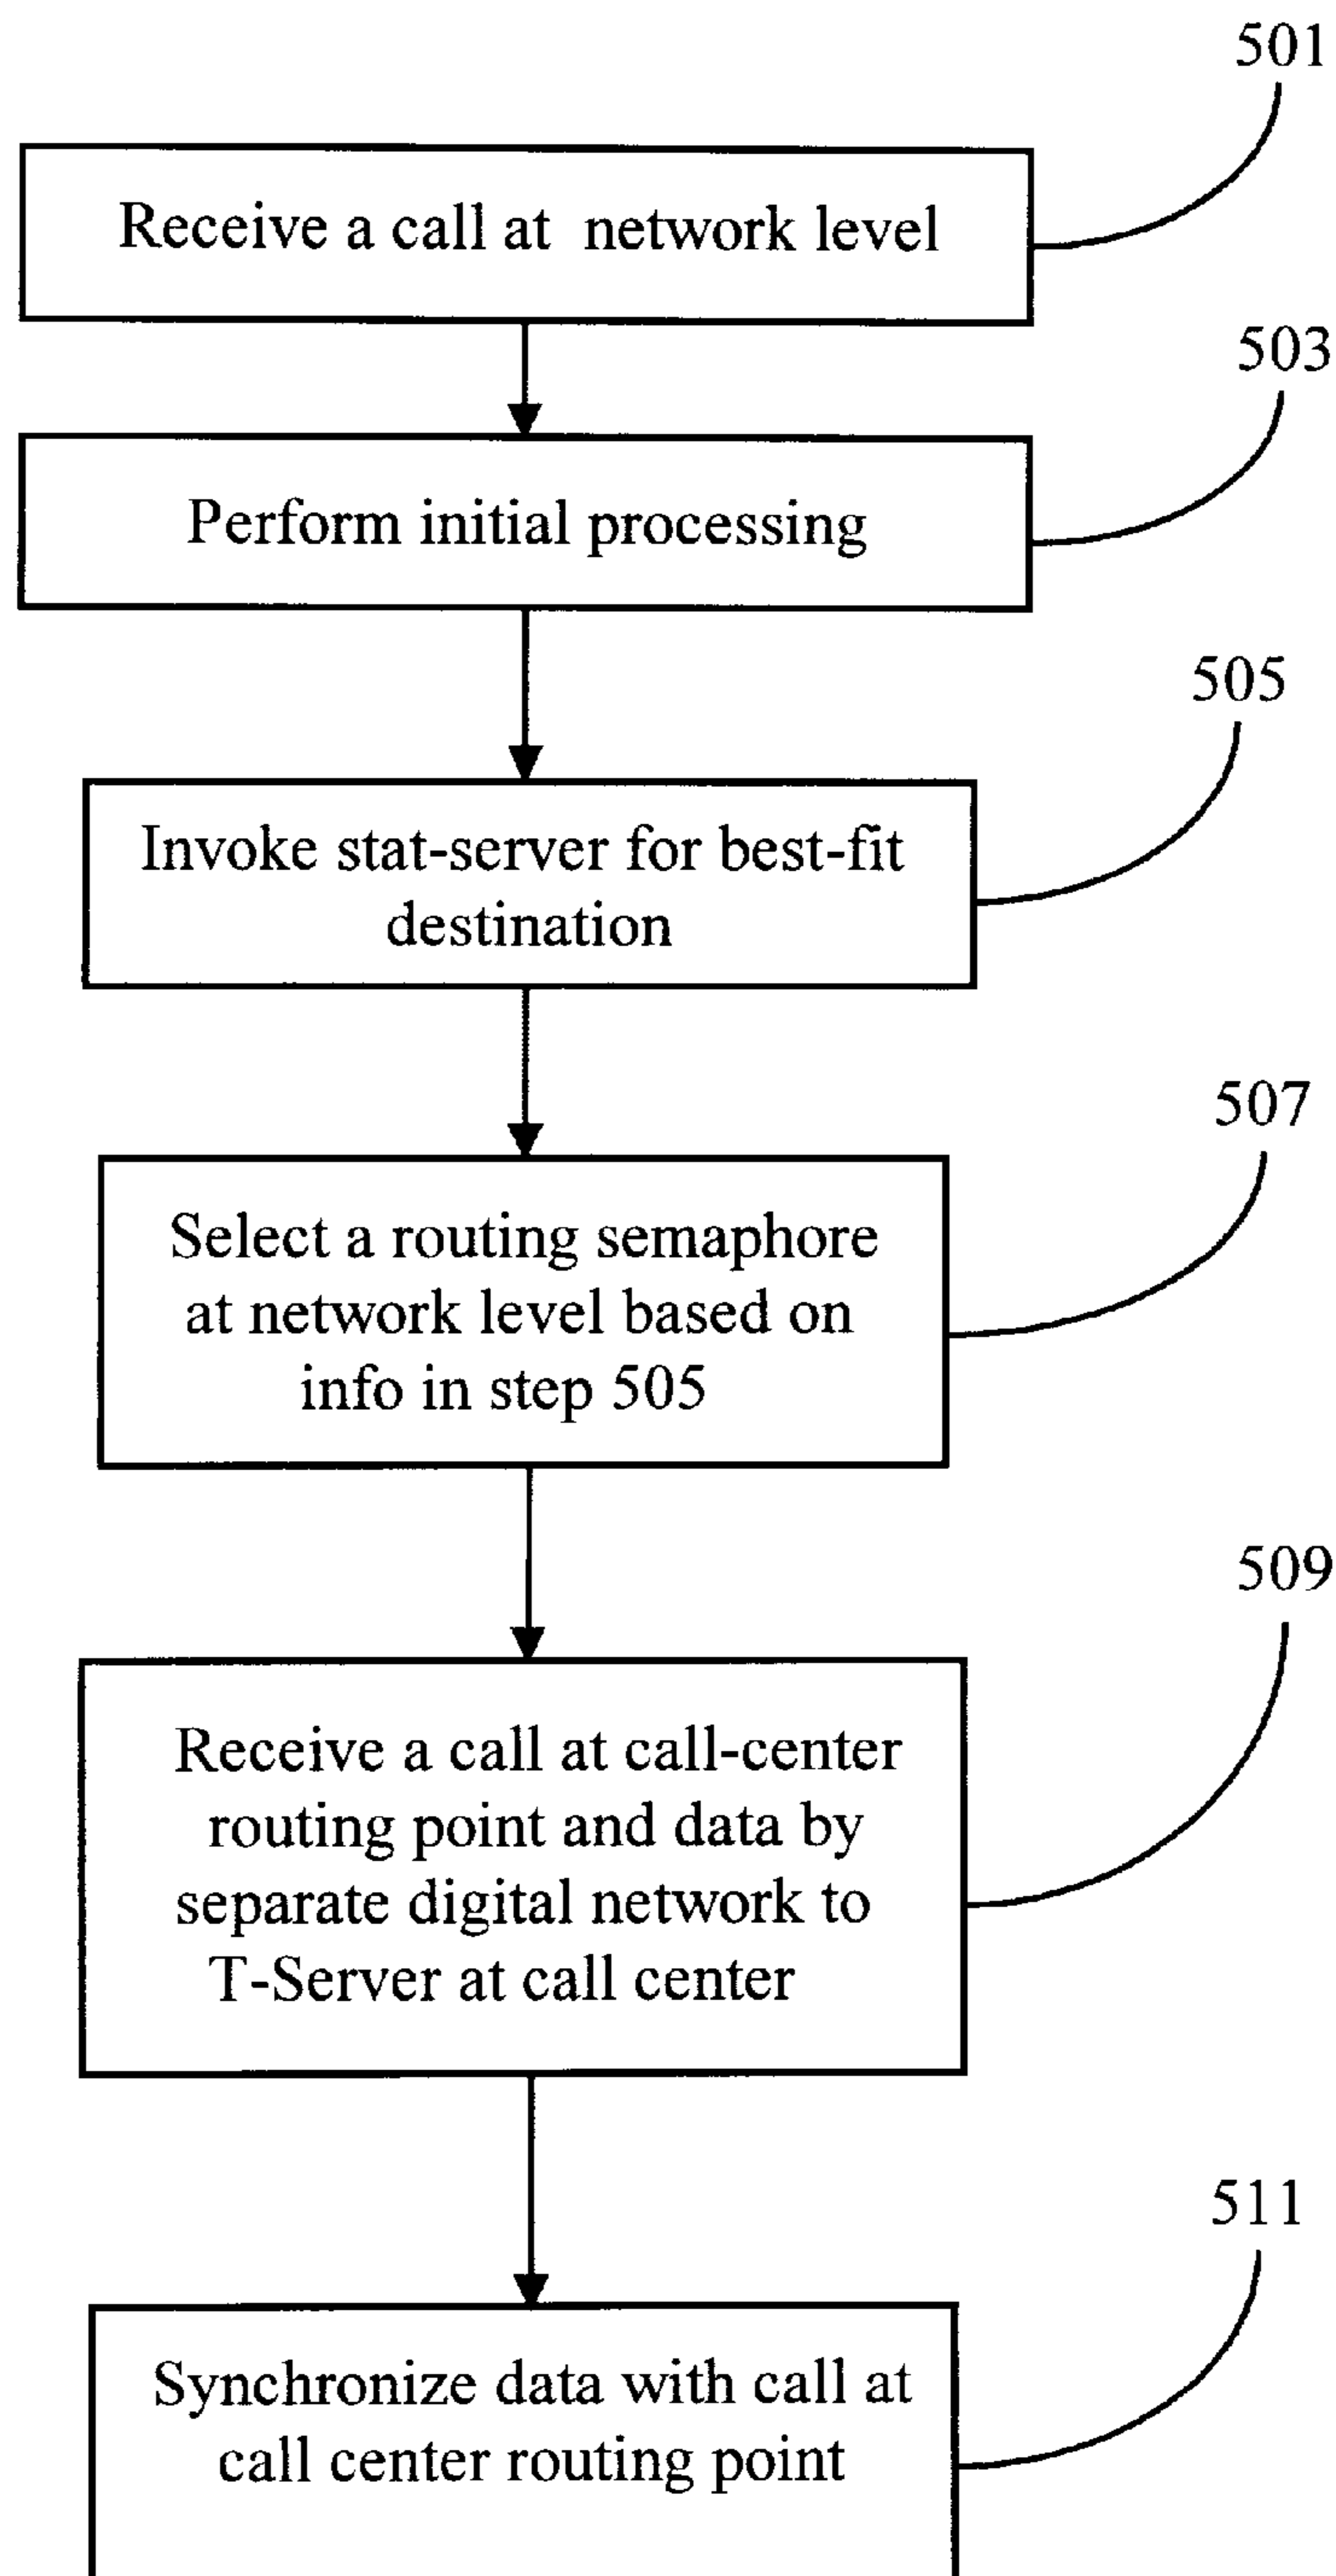 501
Receive a call at network level
503
Perform initial processing
505
Invoke stat-server for best-fit
destination
507
Select a routing semaphore
at network level based on
info in step 505
509
Receive a call at call-center
routing point and data by
separate digital network to
T-Server at call center
511
Synchronize data with call at
call center routing point